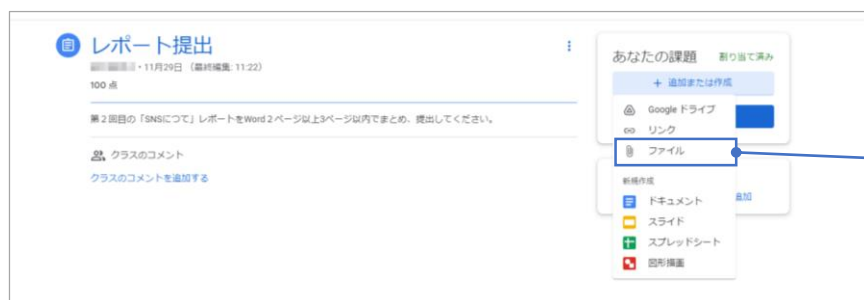 レポート提出
・11月29日 （最終編集: 11:22）
100 点
第２回目の「SNSにつて」レポートをWord２ページ以上3ページ以内でまとめ、提出してください。
クラスのコメント
クラスのコメントを追加する
あなたの課題 割り当て済み
+ 追加または作成
Google ドライブ
リンク
ファイル
新規作成
ドキュメント
スライド
スプレッドシート
図形描画
追加